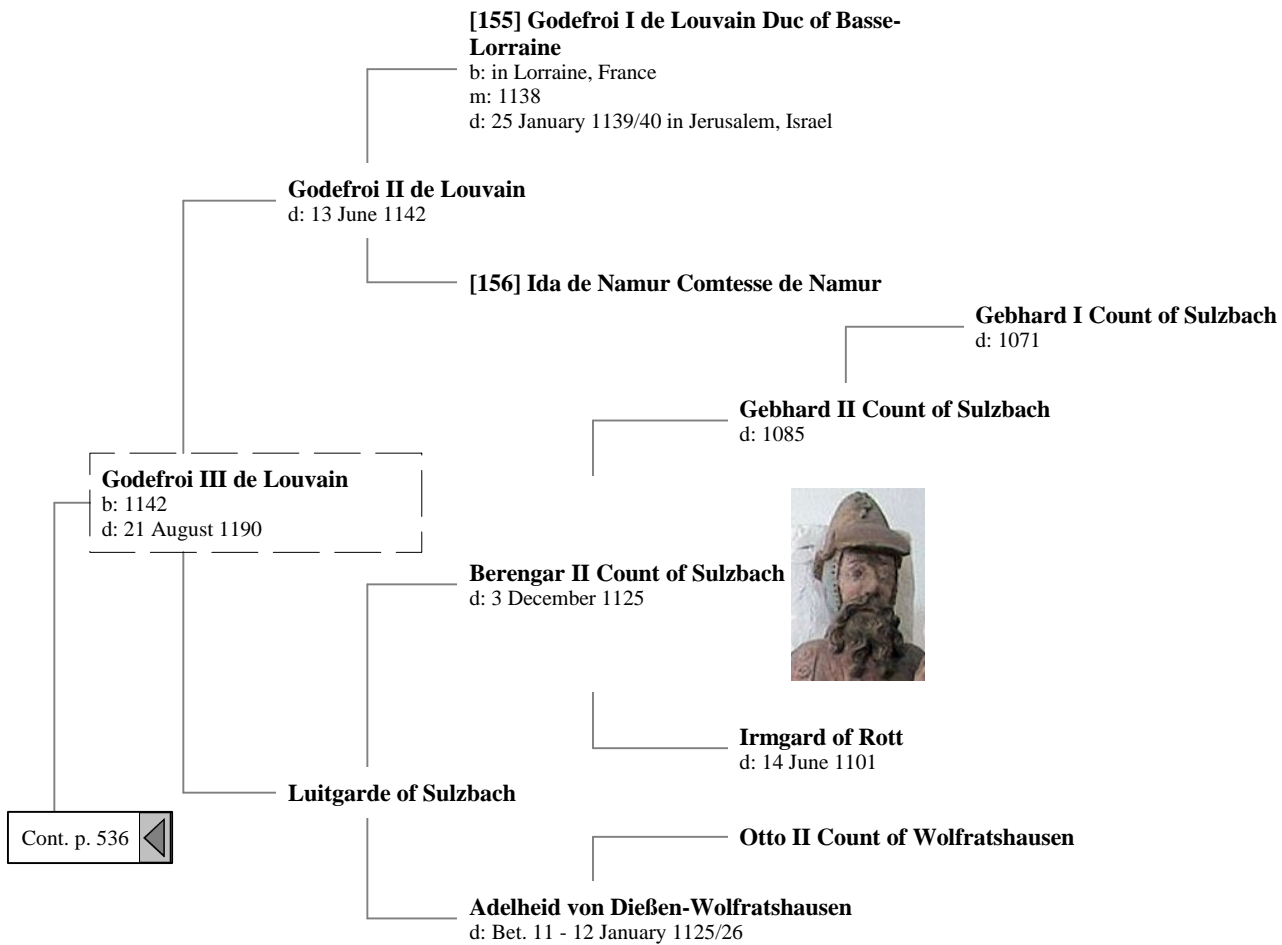 [155] Godefroi I de Louvain Duc of Basse-
Lorraine
b: in Lorraine, France
m: 1138
d: 25 January 1139/40 in Jerusalem, Israel
Godefroi II de Louvain
d: 13 June 1142
[156] Ida de Namur Comtesse de Namur
Gebhard I Count of Sulzbach
d: 1071
Gebhard II Count of Sulzbach
d: 1085
Godefroi III de Louvain
b: 1142
d: 21 August 1190
Berengar II Count of Sulzbach
d: 3 December 1125
Irmgard of Rott
d: 14 June 1101
Luitgarde of Sulzbach
Cont. p. 536
Otto II Count of Wolfratshausen
Adelheid von Dießen-Wolfratshausen
d: Bet. 11 - 12 January 1125/26